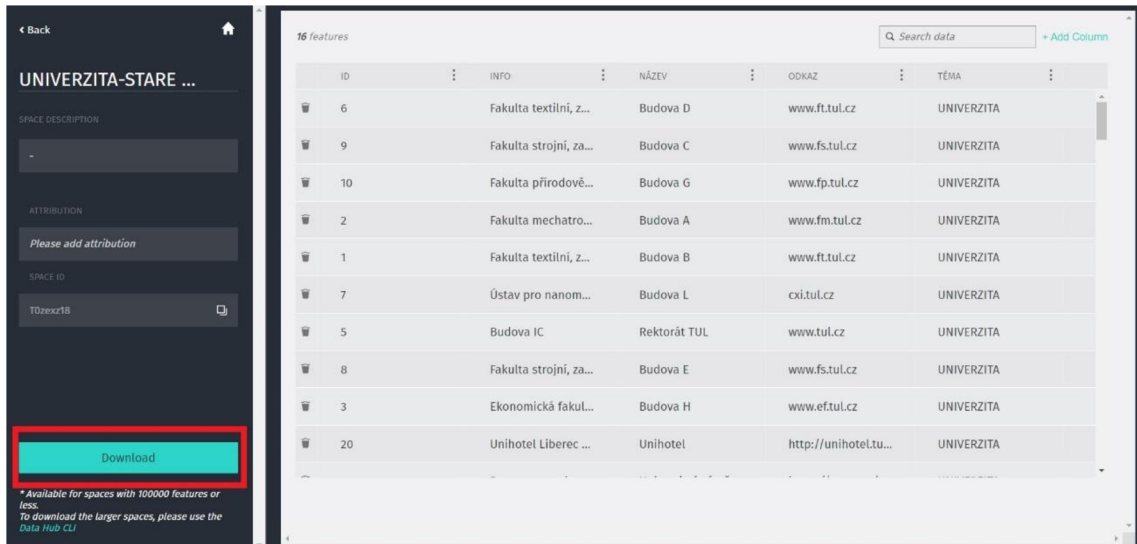 Back
UNIVERZITA-STARE ...
SPACE DESCRIPTION
-
ATTRIBUTION
Please add attribution
SPACE ID
T0zexz18
Download
* Available for spaces with 100000 features or
less.
To download the larger spaces, please use the
Data Hub CLI
16 features
Search data
+ Add Column
ID INFO NÁZEV ODKAZ TÉMA
6 Fakulta textilní, z... Budova D www.ft.tul.cz UNIVERZITA
9 Fakulta strojní, za... Budova C www.fs.tul.cz UNIVERZITA
10 Fakulta přírodově... Budova G www.fp.tul.cz UNIVERZITA
2 Fakulta mechatro... Budova A www.fm.tul.cz UNIVERZITA
1 Fakulta textilní, z... Budova B www.ft.tul.cz UNIVERZITA
7 Ústav pro nanom... Budova L cxi.tul.cz UNIVERZITA
5 Budova IC Rektorát TUL www.tul.cz UNIVERZITA
8 Fakulta strojní, za... Budova E www.fs.tul.cz UNIVERZITA
3 Ekonomická fakul... Budova H www.ef.tul.cz UNIVERZITA
20 Unihotel Liberec ... Unihotel http://unihotel.tu... UNIVERZITA